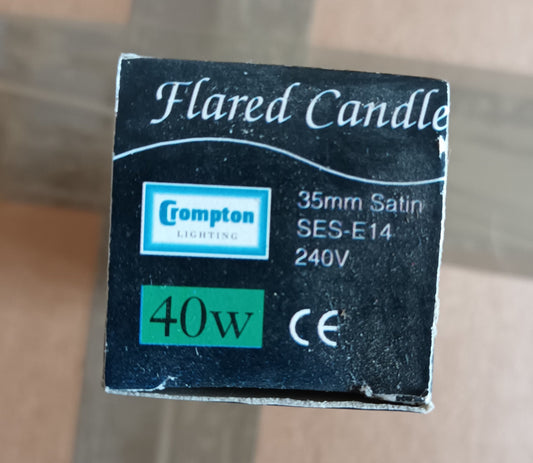 Flared Candle
Crompton
LIGHTING
35mm Satin
SES-E14
240V
40w
CE